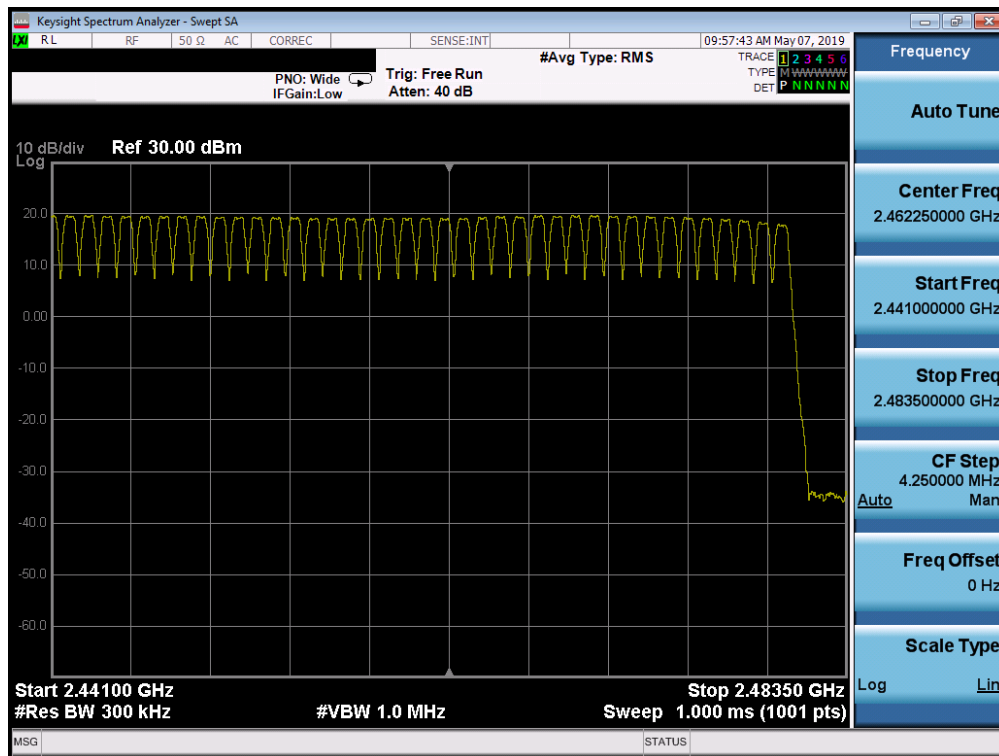 Keysight Spectrum Analyzer - Swept SA
LXI RL RF 50 Ω AC CORREC SENSE:INT 09:57:43 AM May 07, 2019
Frequency
#Avg Type: RMS
TRACE 1 2 3 4 5 6
PNO: Wide Trig: Free Run
TYPE M WWWWW
IFGain:Low Atten: 40 dB
DET P N N N N N
Auto Tune
10 dB/div Ref 30.00 dBm
Log
Center Freq
2.462250000 GHz
20.0
10.0
Start Freq
2.441000000 GHz
0.00
-10.0
Stop Freq
2.483500000 GHz
-20.0
-30.0
CF Step
4.250000 MHz
Auto Man
-40.0
-50.0
Freq Offset
0 Hz
-60.0
Scale Type
Log Lin
Start 2.44100 GHz Stop 2.48350 GHz
#Res BW 300 kHz #VBW 1.0 MHz Sweep 1.000 ms (1001 pts)
MSG STATUS